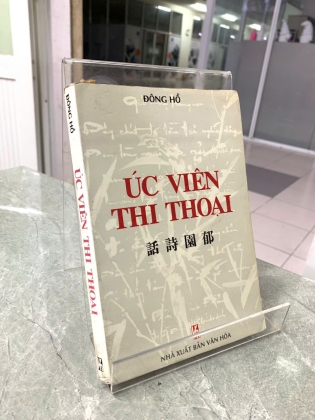 ĐÔNG HỒ
ÚC VIÊN
THI THOẠI
話詩園郁
NHÀ XUẤT BẢN VĂN HÓA
ĐÔNG HỒ
ÚC VIÊN THI THOẠI